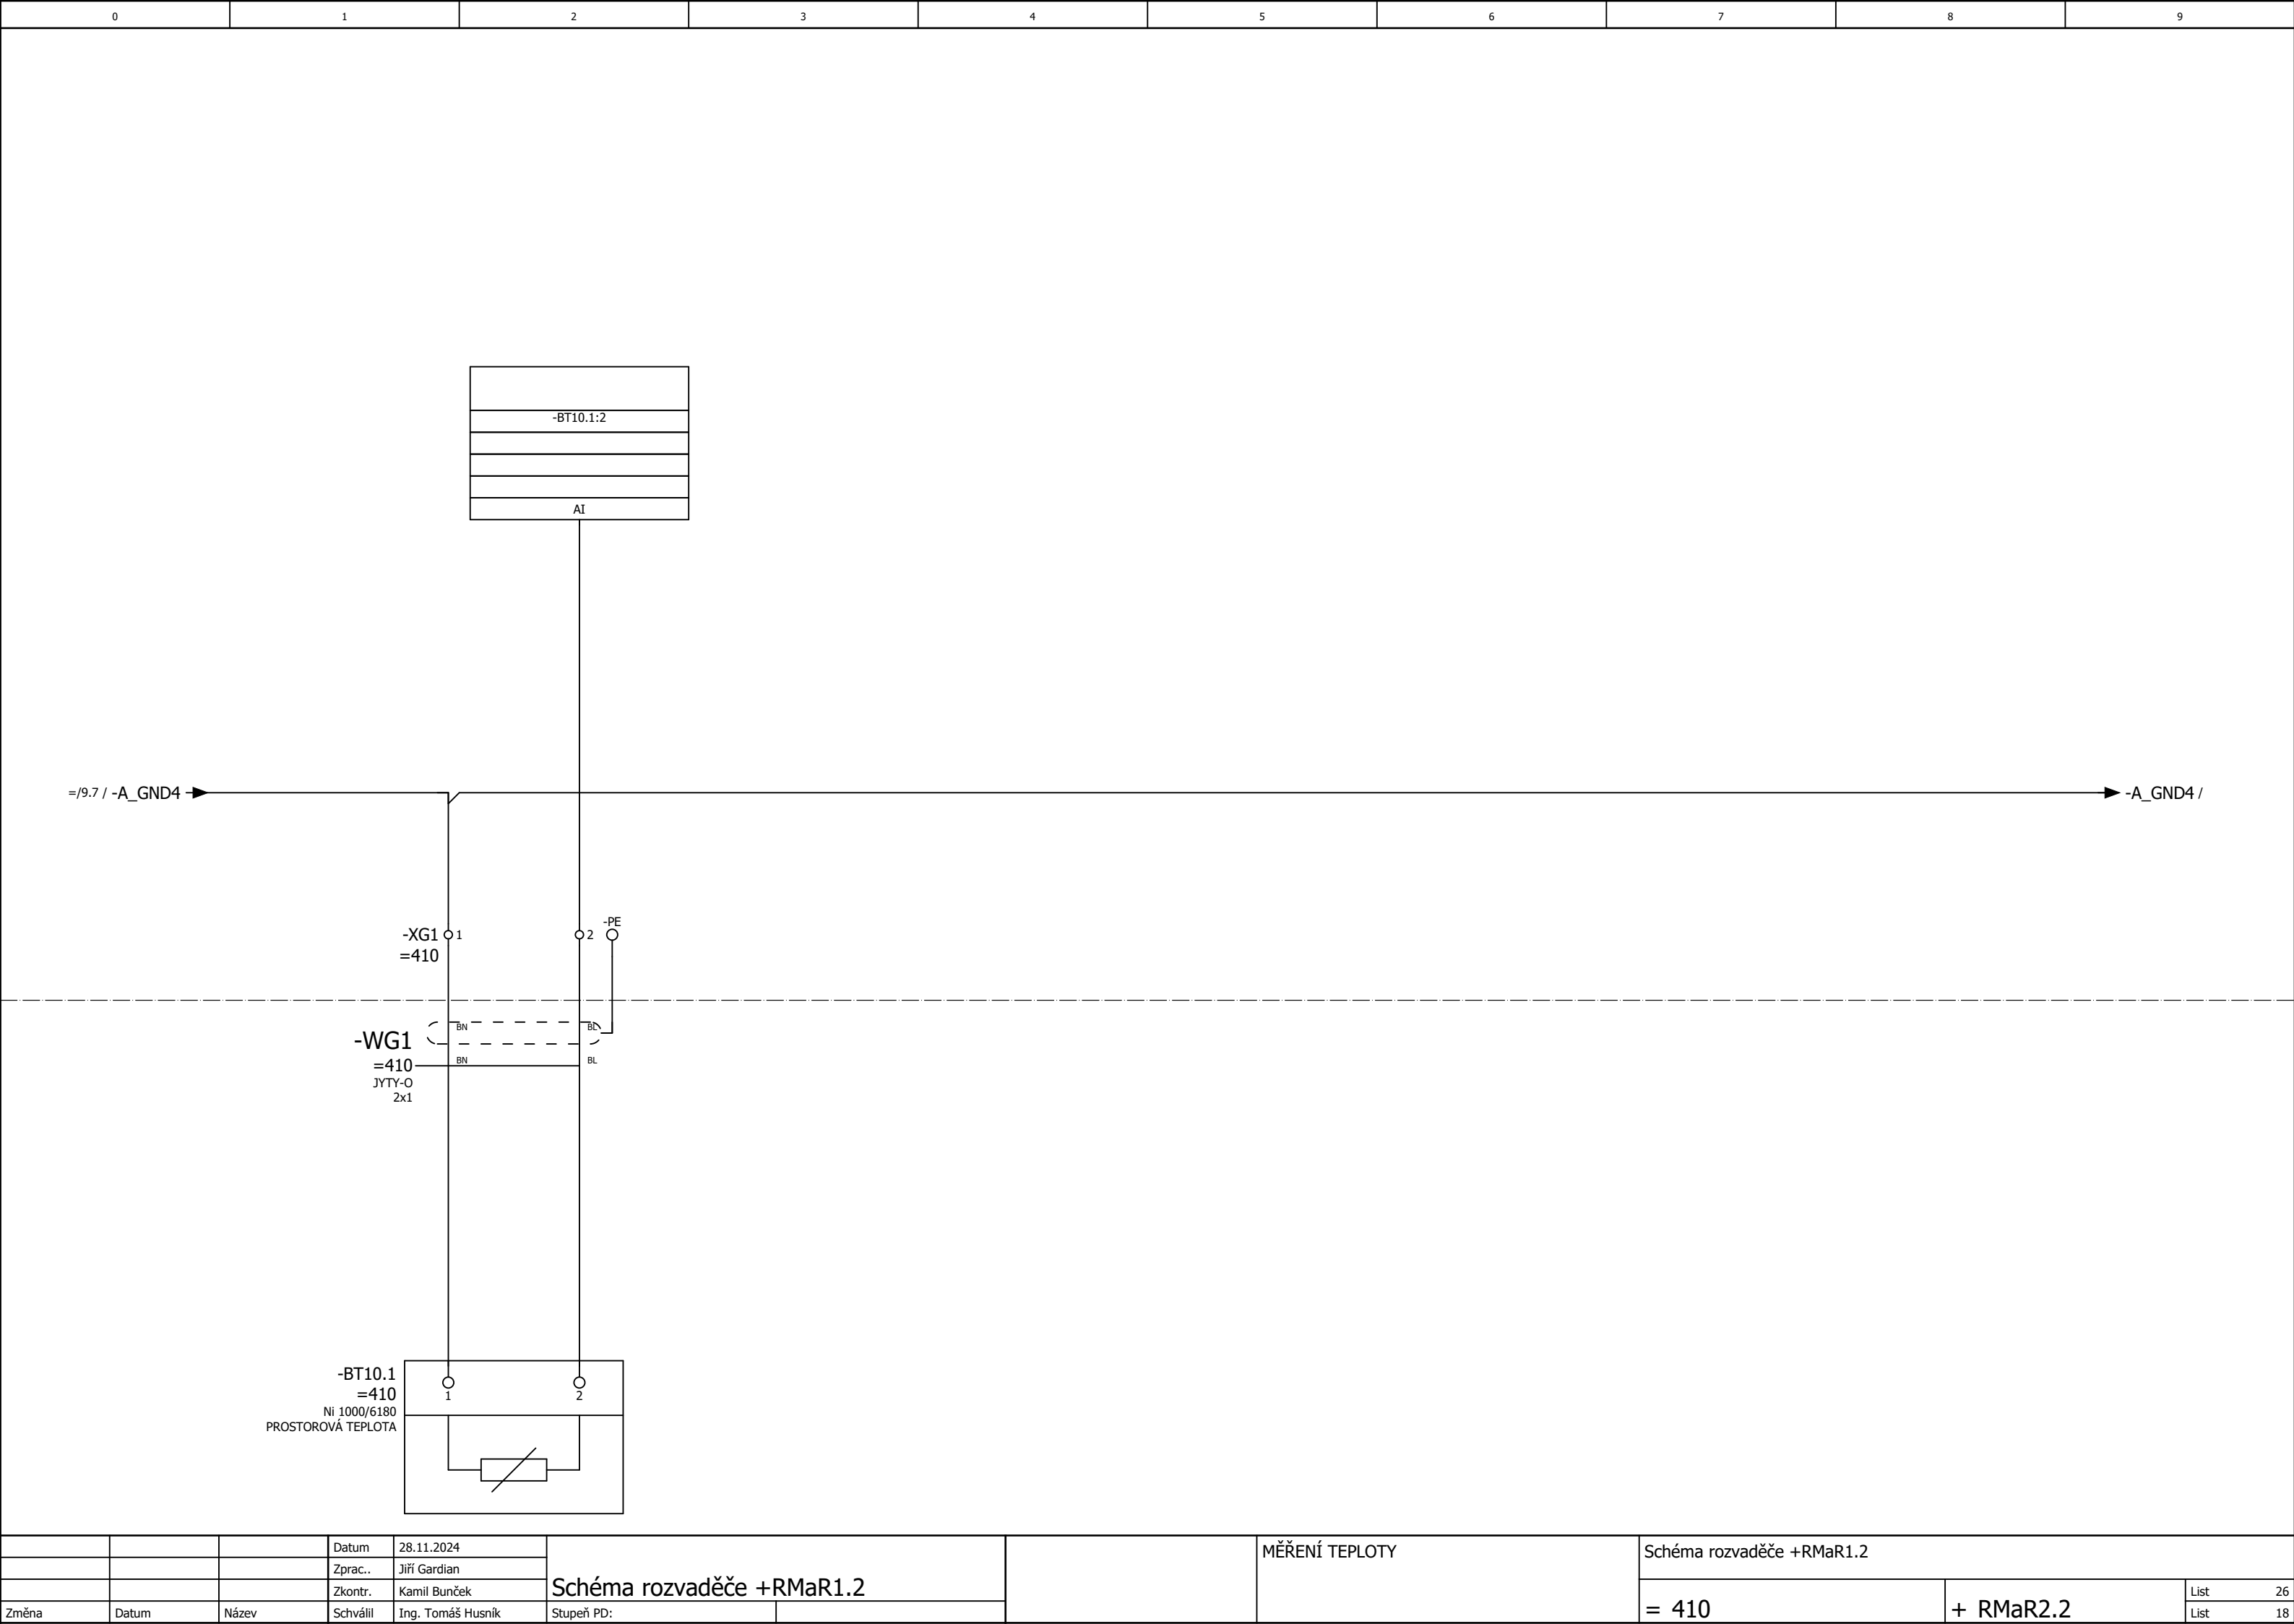 0 1 2 3 4 5 6 7 8 9
-BT10.1:2
AI
=/9.7 / -A_GND4
-A_GND4 /
-PE
-XG1 1 2
=410
BN BL
-WG1
=410 BN BL
JYTY-O
2x1
-BT10.1
=410
1 2
Ni 1000/6180
PROSTOROVÁ TEPLOTA
Datum 28.11.2024
Zprac.. Jiří Gardian
Zkontr. Kamil Bunček
Změna Datum Název Schválil Ing. Tomáš Husník
Schéma rozvaděče +RMaR1.2
Stupeň PD:
MĚŘENÍ TEPLOTY
Schéma rozvaděče +RMaR1.2
= 410
+ RMaR2.2
List 26
List 18